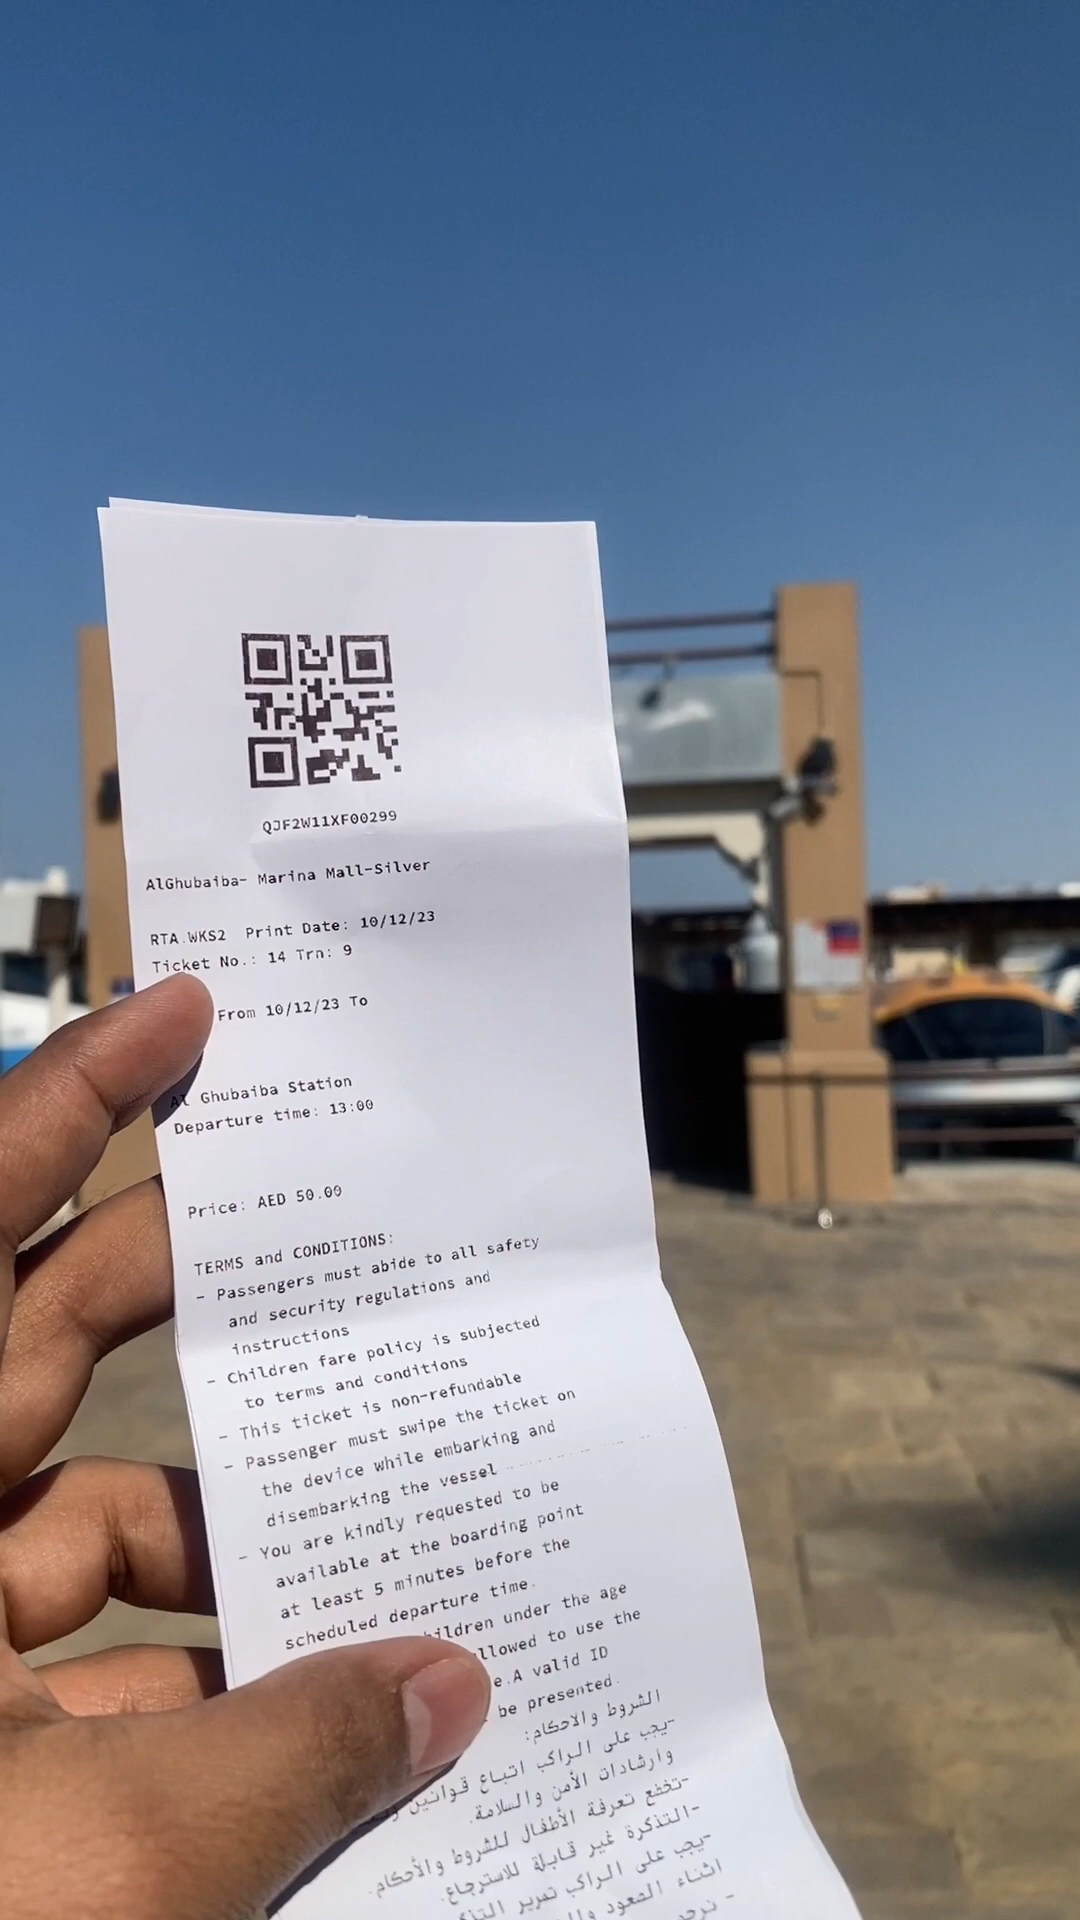 QJF2W11XF00299
AlGhubaiba- Marina Mall-Silver
RTA.WKS2 Print Date: 10/12/23
Ticket No.: 14 Trn: 9
From 10/12/23 To
Al Ghubaiba Station
Departure time: 13:00
Price: AED 50.00
TERMS and CONDITIONS:
- Passengers must abide to all safety
and security regulations and
instructions
- Children fare policy is subjected
to terms and conditions
- This ticket is non-refundable
- Passenger must swipe the ticket on
the device while embarking and
disembarking the vessel
- You are kindly requested to be
available at the boarding point
at least 5 minutes before the
scheduled departure time.
under the age
to use the
A valid ID
be presented.
الشروط والاحكام:
-يجب على الراكب اتباع قوانين
وارشادات الأمن والسلامة.
-تخضع تعرفة الأطفال للشروط والأحكام.
-التذكرة غير قابلة للاسترجاع.
-يجب على الراكب تمرير
اثناء الصعود